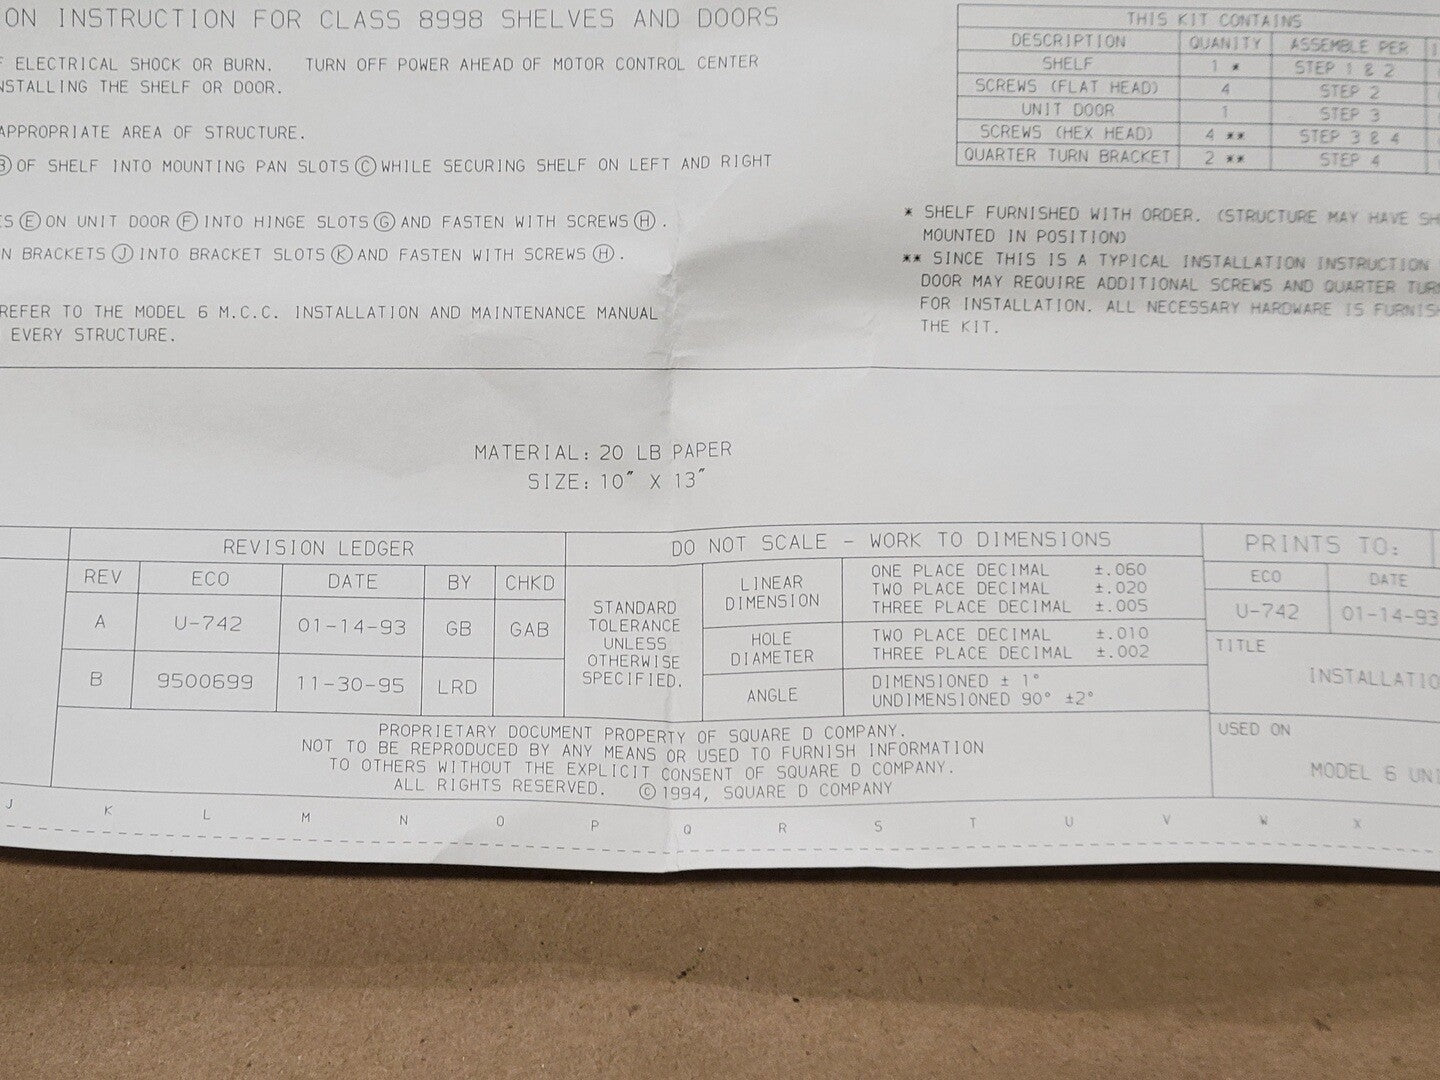 ON INSTRUCTION FOR CLASS 8998 SHELVES AND DOORS
ELECTRICAL SHOCK OR BURN. TURN OFF POWER AHEAD OF MOTOR CONTROL CENTER
NSTALLING THE SHELF OR DOOR.
APPROPRIATE AREA OF STRUCTURE.
Ⓑ OF SHELF INTO MOUNTING PAN SLOTS Ⓒ WHILE SECURING SHELF ON LEFT AND RIGHT
ES Ⓔ ON UNIT DOOR Ⓕ INTO HINGE SLOTS Ⓖ AND FASTEN WITH SCREWS Ⓗ.
N BRACKETS Ⓙ INTO BRACKET SLOTS Ⓚ AND FASTEN WITH SCREWS Ⓗ.
REFER TO THE MODEL 6 M.C.C. INSTALLATION AND MAINTENANCE MANUAL
EVERY STRUCTURE.
THIS KIT CONTAINS
DESCRIPTION QUANITY ASSEMBLE PER
SHELF 1 * STEP 1 & 2
SCREWS (FLAT HEAD) 4 STEP 2
UNIT DOOR 1 STEP 3
SCREWS (HEX HEAD) 4 ** STEP 3 & 4
QUARTER TURN BRACKET 2 ** STEP 4
* SHELF FURNISHED WITH ORDER. (STRUCTURE MAY HAVE SH
MOUNTED IN POSITION)
** SINCE THIS IS A TYPICAL INSTALLATION INSTRUCTION
DOOR MAY REQUIRE ADDITIONAL SCREWS AND QUARTER TUR
FOR INSTALLATION. ALL NECESSARY HARDWARE IS FURNISH
THE KIT.
MATERIAL: 20 LB PAPER
SIZE: 10" X 13"
REVISION LEDGER
REV ECO DATE BY CHKD
A U-742 01-14-93 GB GAB
B 9500699 11-30-95 LRD
DO NOT SCALE - WORK TO DIMENSIONS
STANDARD
TOLERANCE
UNLESS
OTHERWISE
SPECIFIED.
LINEAR
DIMENSION
ONE PLACE DECIMAL ±.060
TWO PLACE DECIMAL ±.020
THREE PLACE DECIMAL ±.005
HOLE
DIAMETER
TWO PLACE DECIMAL ±.010
THREE PLACE DECIMAL ±.002
ANGLE
DIMENSIONED ± 1°
UNDIMENSIONED 90° ±2°
PRINTS TO:
ECO DATE
U-742 01-14-93
TITLE
INSTALLATIO
USED ON
MODEL 6 UNI
PROPRIETARY DOCUMENT PROPERTY OF SQUARE D COMPANY.
NOT TO BE REPRODUCED BY ANY MEANS OR USED TO FURNISH INFORMATION
TO OTHERS WITHOUT THE EXPLICIT CONSENT OF SQUARE D COMPANY.
ALL RIGHTS RESERVED. © 1994, SQUARE D COMPANY
J K L M N O P Q R S T U V W X